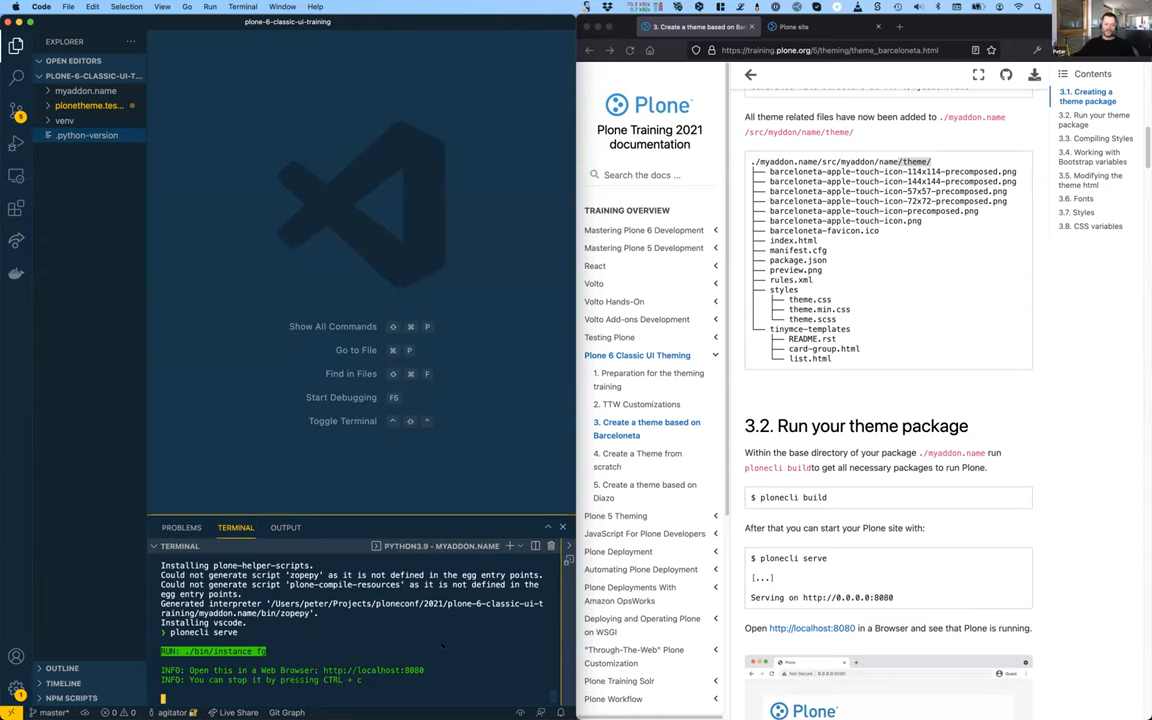 Code File Edit Selection View Go Run Terminal Window Help
plone-6-classic-ui-training
EXPLORER
OPEN EDITORS
PLONE-6-CLASSIC-UI-T...
myaddon.name
plonetheme.tes...
venv
.python-version
Show All Commands
Go to File
Find in Files
Start Debugging F5
Toggle Terminal
PROBLEMS TERMINAL OUTPUT
TERMINAL
PYTHON3.9 - MYADDON.NAME
Installing plone-helper-scripts.
Could not generate script 'zopepy' as it is not defined in the egg entry points.
Could not generate script 'plone-compile-resources' as it is not defined in the
egg entry points.
Generated interpreter '/Users/peter/Projects/ploneconf/2021/plone-6-classic-ui-t
raining/myaddon.name/bin/zopepy'.
Installing vscode.
❯ plonecli serve
RUN: ./bin/instance fg
INFO: Open this in a Web Browser: http://localhost:8080
INFO: You can stop it by pressing CTRL + c
OUTLINE
TIMELINE
NPM SCRIPTS
master* 0 0 agitator Live Share Git Graph
3. Create a theme based on Bar
Plone site
https://training.plone.org/5/theming/theme_barceloneta.html
Peter
Plone
Plone Training 2021
documentation
Search the docs ...
TRAINING OVERVIEW
Mastering Plone 6 Development
Mastering Plone 5 Development
React
Volto
Volto Hands-On
Volto Add-ons Development
Testing Plone
Plone 6 Classic UI Theming
1. Preparation for the theming
training
2. TTW Customizations
3. Create a theme based on
Barceloneta
4. Create a Theme from
scratch
5. Create a theme based on
Diazo
Plone 5 Theming
JavaScript For Plone Developers
Plone Deployment
Automating Plone Deployment
Plone Deployments With
Amazon OpsWorks
Deploying and Operating Plone
on WSGI
"Through-The-Web" Plone
Customization
Plone Training Solr
Plone Workflow
All theme related files have now been added to ./myaddon.name
/src/myddon/name/theme/
./myaddon.name/src/myaddon/name/theme/
├── barceloneta-apple-touch-icon-114x114-precomposed.png
├── barceloneta-apple-touch-icon-144x144-precomposed.png
├── barceloneta-apple-touch-icon-57x57-precomposed.png
├── barceloneta-apple-touch-icon-72x72-precomposed.png
├── barceloneta-apple-touch-icon-precomposed.png
├── barceloneta-apple-touch-icon.png
├── barceloneta-favicon.ico
├── index.html
├── manifest.cfg
├── package.json
├── preview.png
├── rules.xml
├── styles
│ ├── theme.css
│ ├── theme.min.css
│ └── theme.scss
└── tinymce-templates
├── README.rst
├── card-group.html
└── list.html
3.2. Run your theme package
Within the base directory of your package ./myaddon.name run
plonecli build to get all necessary packages to run Plone.
$ plonecli build
After that you can start your Plone site with:
$ plonecli serve
[...]
Serving on http://0.0.0.0:8080
Open http://localhost:8080 in a Browser and see that Plone is running.
Plone
Plone
Contents
3.1. Creating a
theme package
3.2. Run your theme
package
3.3. Compiling Styles
3.4. Working with
Bootstrap variables
3.5. Modifying the
theme html
3.6. Fonts
3.7. Styles
3.8. CSS variables